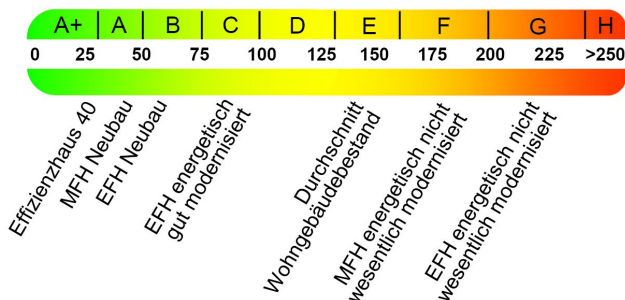 A+ A B C D E F G H
0 25 50 75 100 125 150 175 200 225 >250
Effizienzhaus 40
MFH Neubau
EFH Neubau
EFH energetisch
gut modernisiert
Durchschnitt
Wohngebäudebestand
MFH energetisch nicht
wesentlich modernisiert
EFH energetisch nicht
wesentlich modernisiert